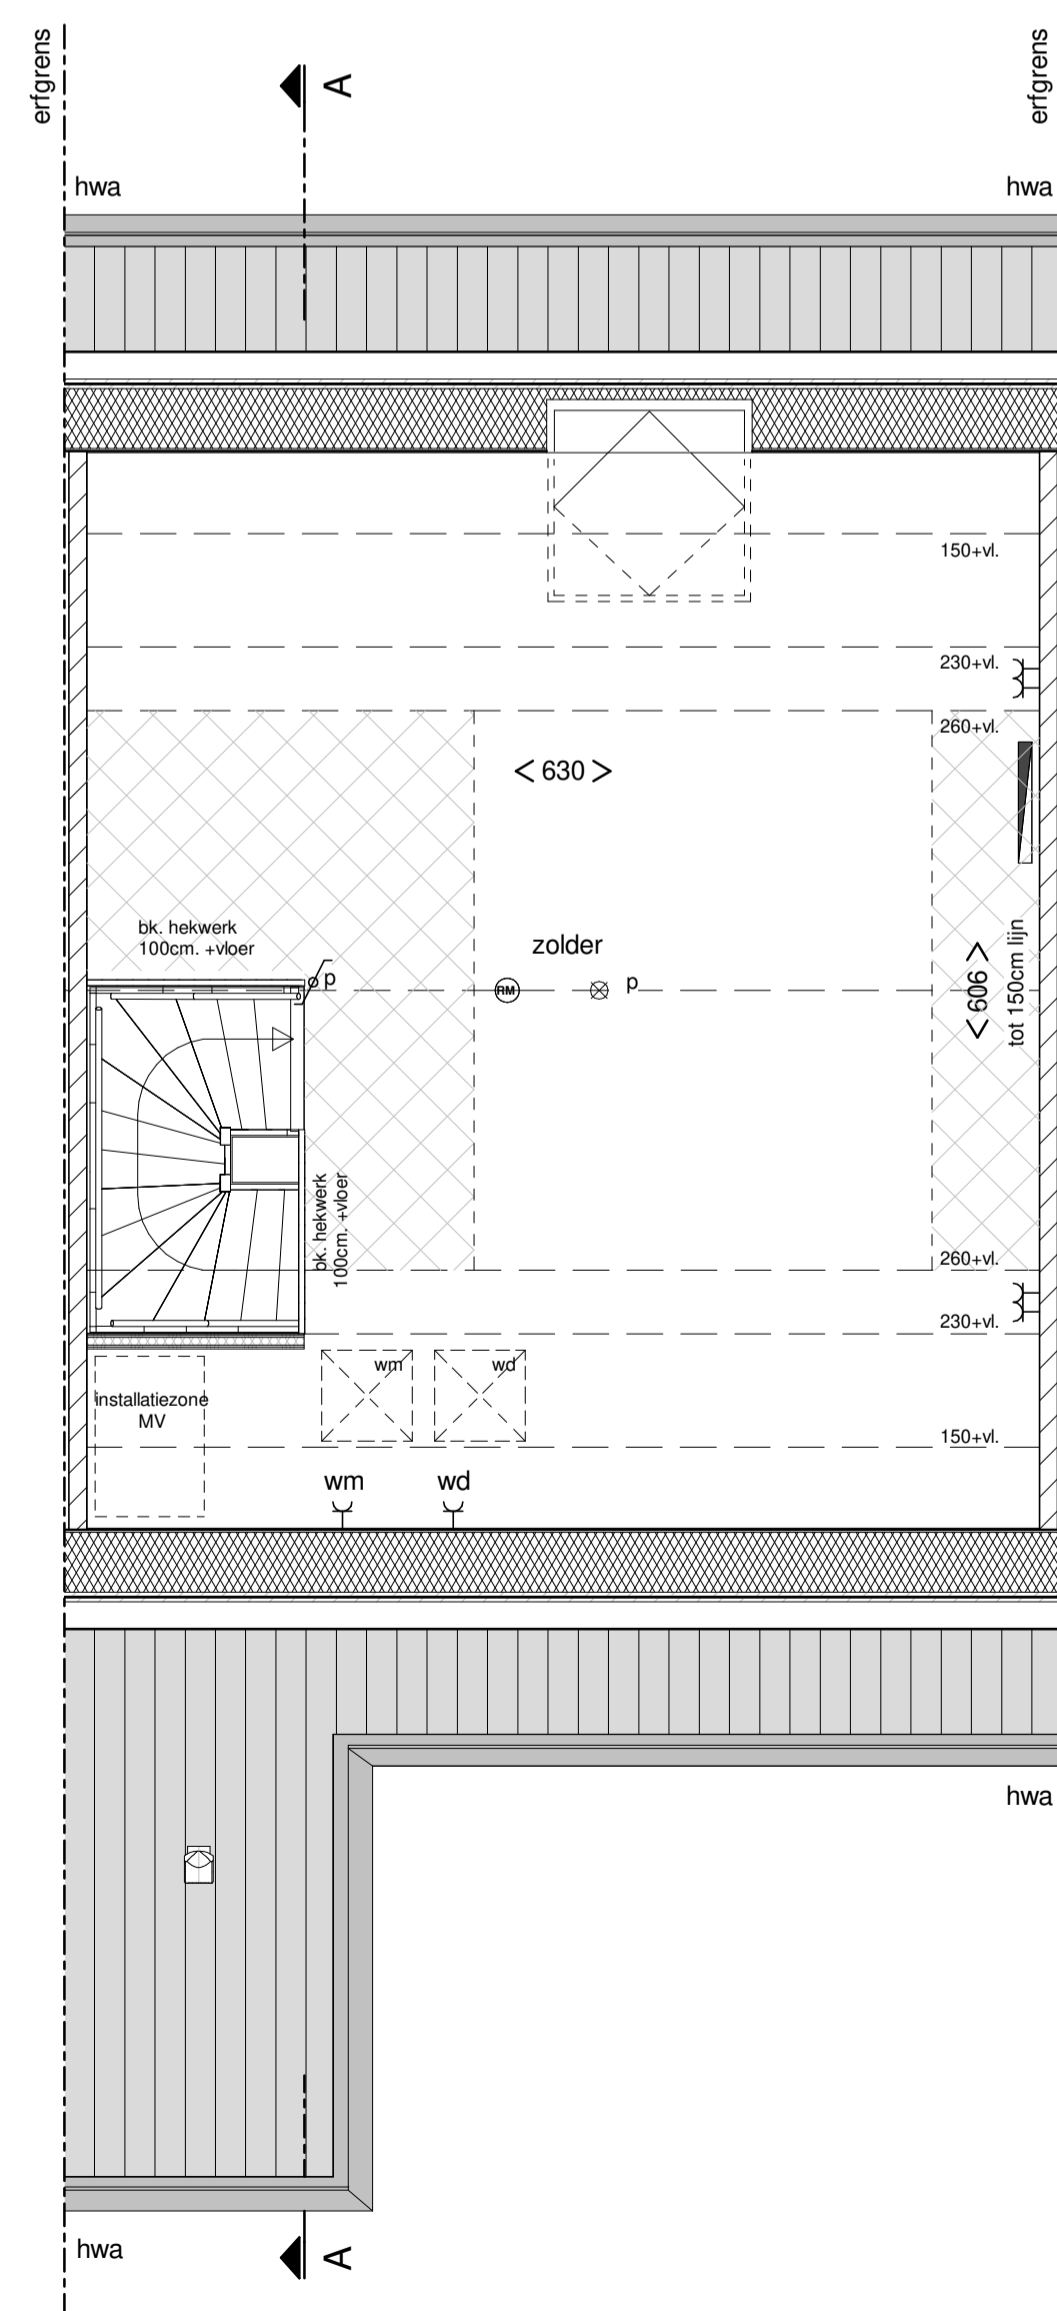 erfgrens
erfgrens
A
hwa
hwa
150+vl.
230+vl.
260+vl.
< 630 >
bk. hekwerk
100cm. +vloer
zolder
p
RM
p
< 606 >
tot 150cm lijn
bk. hekwerk
100cm. +vloer
260+vl.
230+vl.
wm
wd
installatiezone
MV
150+vl.
wm
wd
hwa
hwa
A